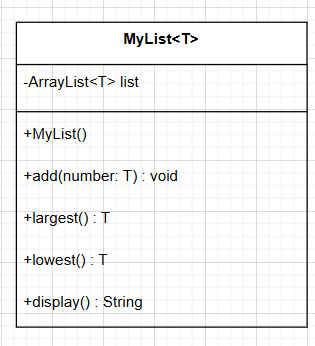 MyList<T>
-ArrayList<T> list
+MyList()
+add(number: T) : void
+largest() : T
+lowest() : T
+display() : String